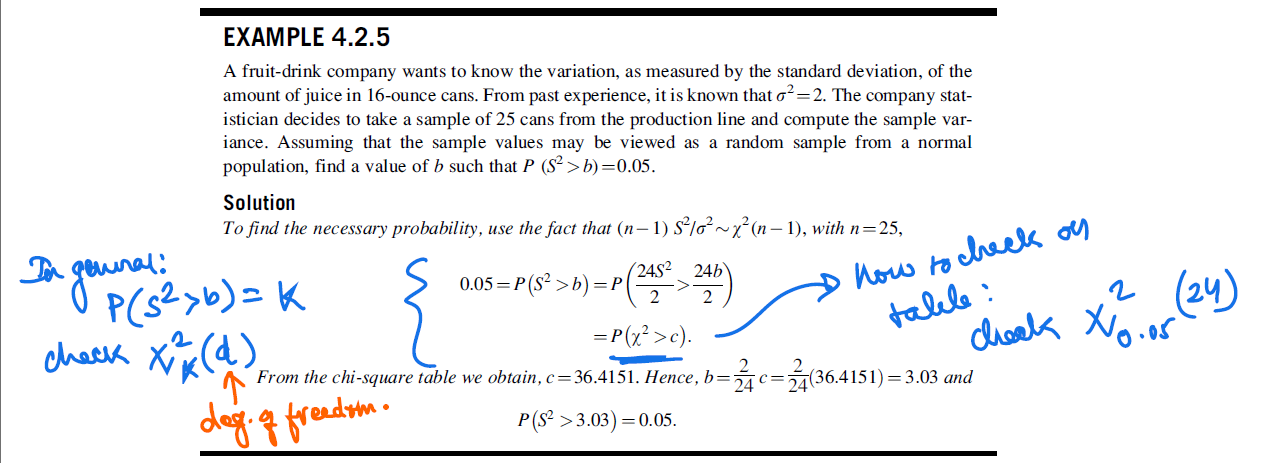 EXAMPLE 4.2.5
A fruit-drink company wants to know the variation, as measured by the standard deviation, of the
amount of juice in 16-ounce cans. From past experience, it is known that σ²=2. The company stat-
istician decides to take a sample of 25 cans from the production line and compute the sample var-
iance. Assuming that the sample values may be viewed as a random sample from a normal
population, find a value of b such that P (S²>b)=0.05.
Solution
To find the necessary probability, use the fact that (n−1) S²/σ²~χ²(n−1), with n=25,
In general:
P(S²>b) = K
check χ²_K(d)
deg. of freedom.
0.05=P(S²>b)=P(24S²/2 > 24b/2)
=P(χ²>c).
How to check on
table:
check χ²_0.05(24)
From the chi-square table we obtain, c=36.4151. Hence, b=2/24 c=2/24(36.4151)=3.03 and
P(S²>3.03)=0.05.